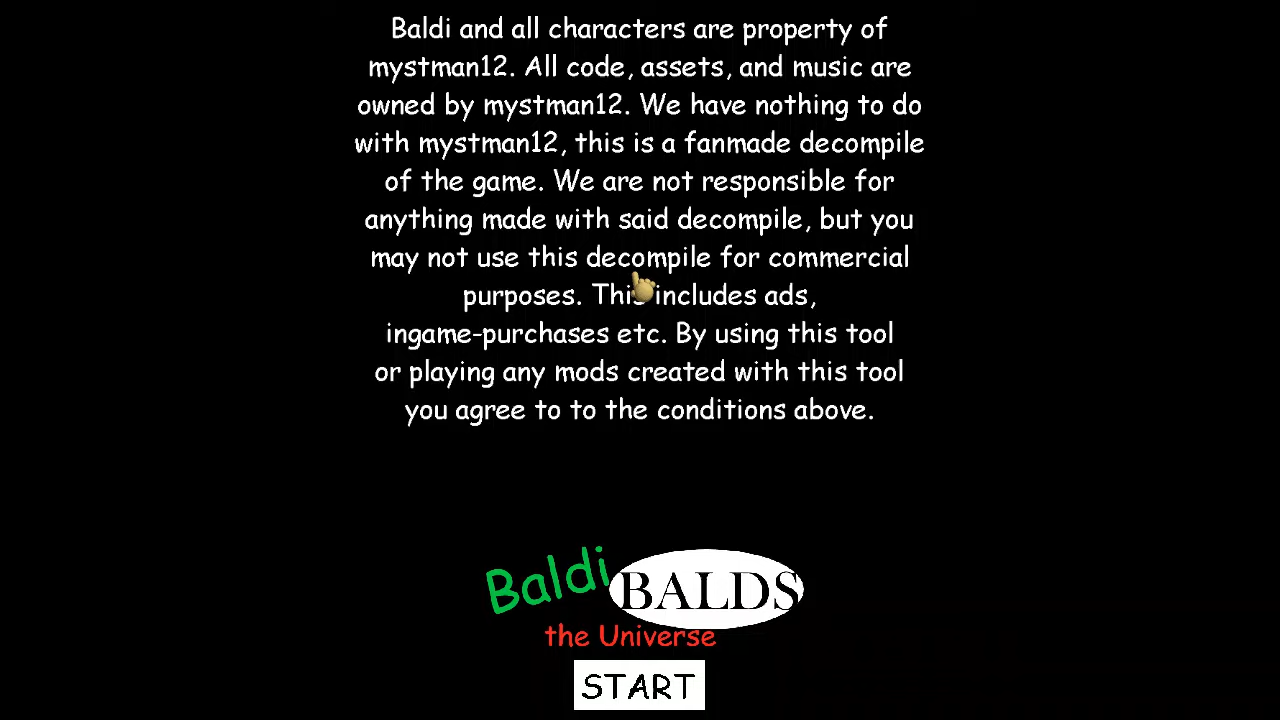 Baldi and all characters are property of
mystman12. All code, assets, and music are
owned by mystman12. We have nothing to do
with mystman12, this is a fanmade decompile
of the game. We are not responsible for
anything made with said decompile, but you
may not use this decompile for commercial
purposes. This includes ads,
ingame-purchases etc. By using this tool
or playing any mods created with this tool
you agree to to the conditions above.
Baldi BALDS
the Universe
START